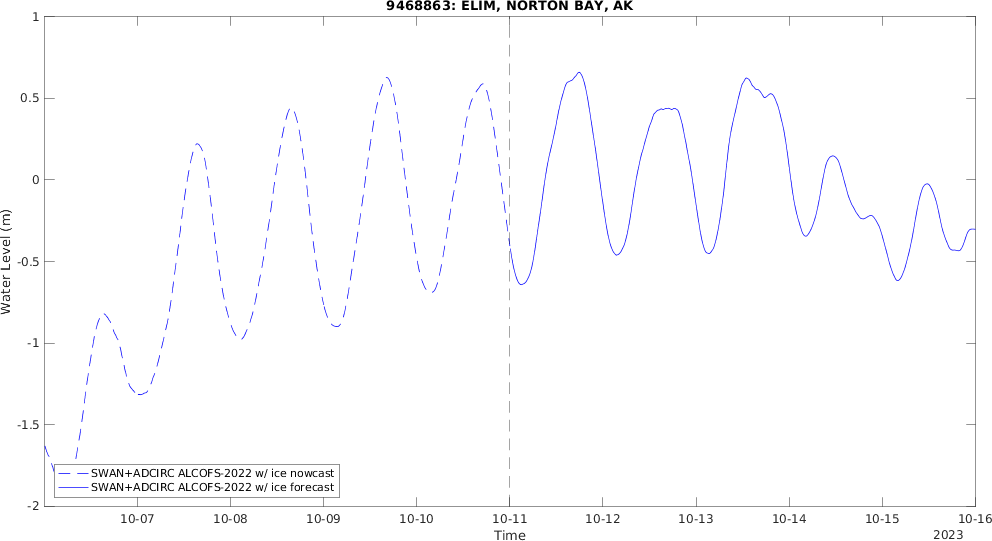 9468863: ELIM, NORTON BAY, AK
1
0.5
0
-0.5
-1
-1.5
-2
Water Level (m)
SWAN+ADCIRC ALCOFS-2022 w/ ice nowcast
SWAN+ADCIRC ALCOFS-2022 w/ ice forecast
10-07 10-08 10-09 10-10 10-11 10-12 10-13 10-14 10-15 10-16
Time
2023